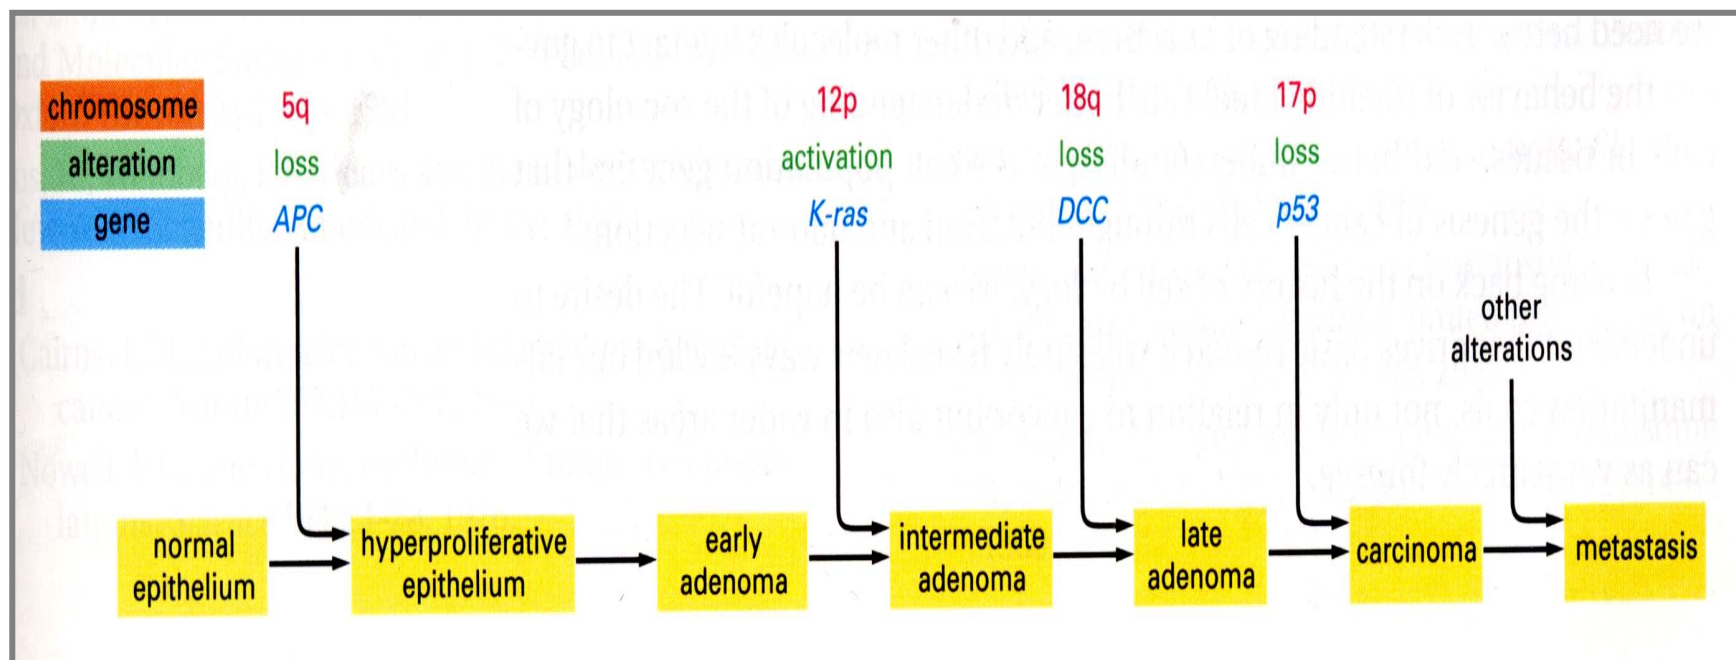 chromosome 5q 12p 18q 17p
alteration loss activation loss loss
gene APC K-ras DCC p53
other
alterations
normal
epithelium
hyperproliferative
epithelium
early
adenoma
intermediate
adenoma
late
adenoma
carcinoma
metastasis